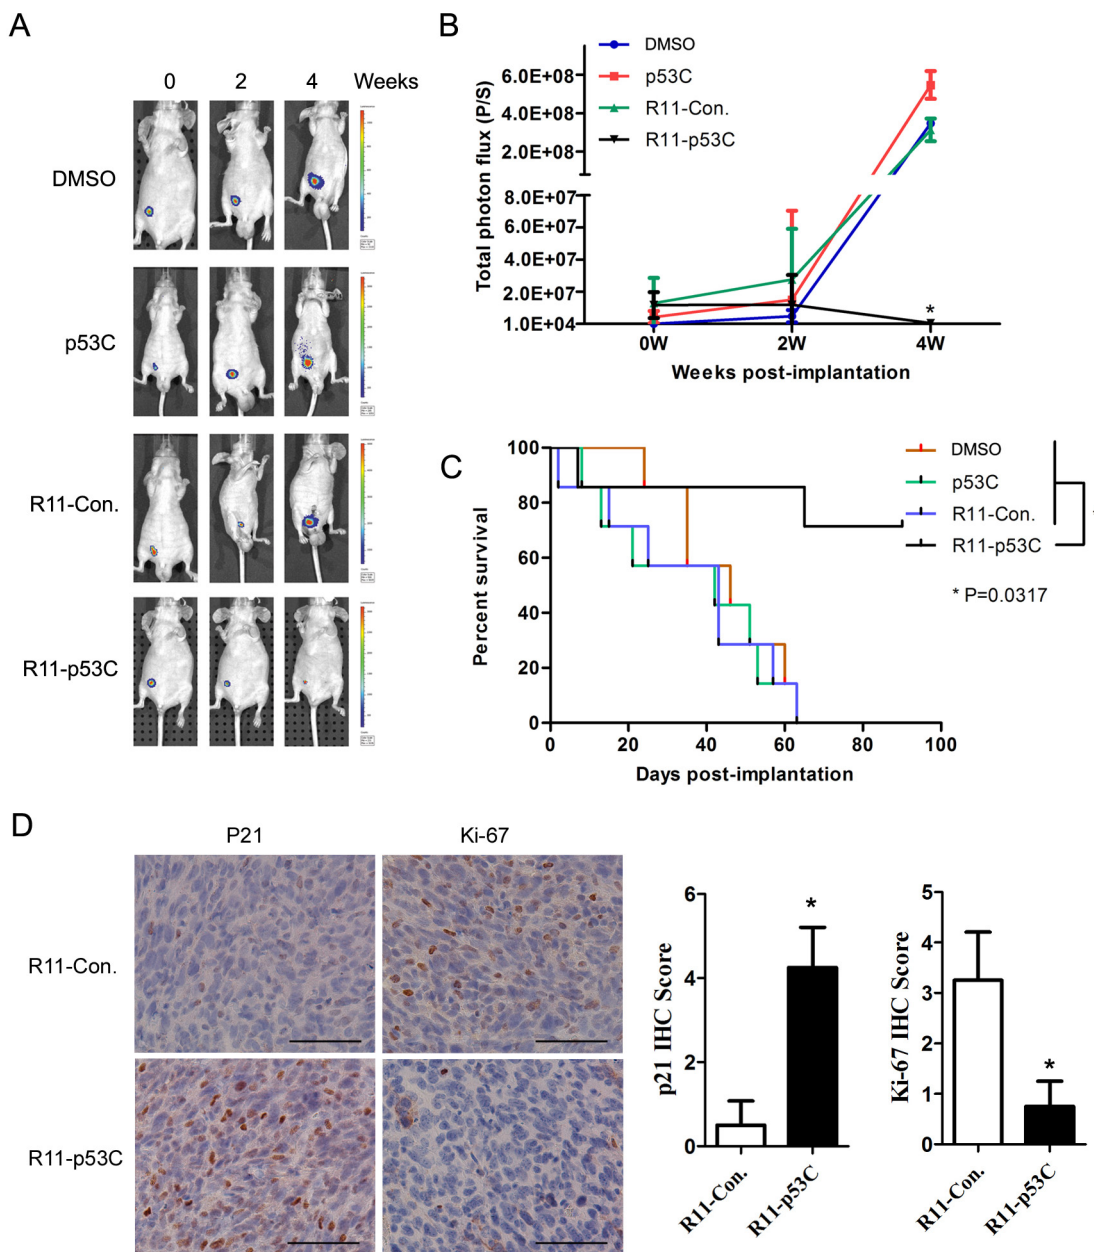 A
0 2 4 Weeks
DMSO
p53C
R11-Con.
R11-p53C
B
DMSO
p53C
R11-Con.
R11-p53C
Total photon flux (P/S)
6.0E+08
4.0E+08
2.0E+08
8.0E+07
6.0E+07
4.0E+07
2.0E+07
1.0E+04
*
0W 2W 4W
Weeks post-implantation
C
Percent survival
100
80
60
40
20
0
0 20 40 60 80 100
Days post-implantation
DMSO
p53C
R11-Con.
R11-p53C
* P=0.0317
D
P21 Ki-67
R11-Con.
R11-p53C
p21 IHC Score
6
4
2
0
*
R11-Con.
R11-p53C
Ki-67 IHC Score
5
4
3
2
1
0
*
R11-Con.
R11-p53C